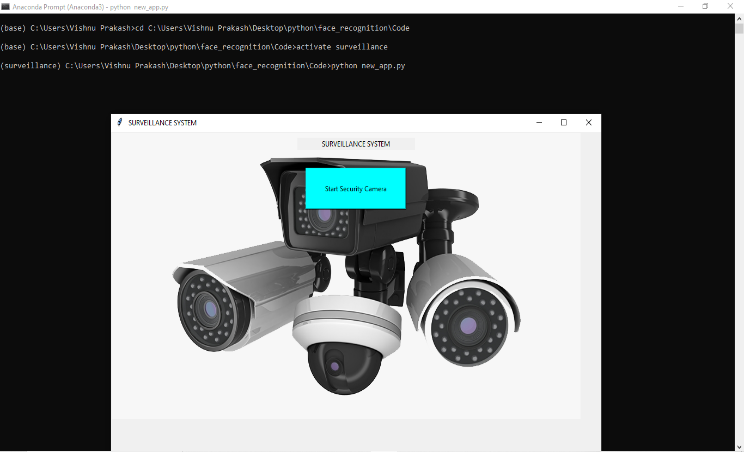 Anaconda Prompt (Anaconda3) - python new_app.py
(base) C:\Users\Vishnu Prakash>cd C:\Users\Vishnu Prakash\Desktop\python\face_recognition\Code
(base) C:\Users\Vishnu Prakash\Desktop\python\face_recognition\Code>activate surveillance
(surveillance) C:\Users\Vishnu Prakash\Desktop\python\face_recognition\Code>python new_app.py
SURVEILLANCE SYSTEM
SURVEILLANCE SYSTEM
Start Security Camera